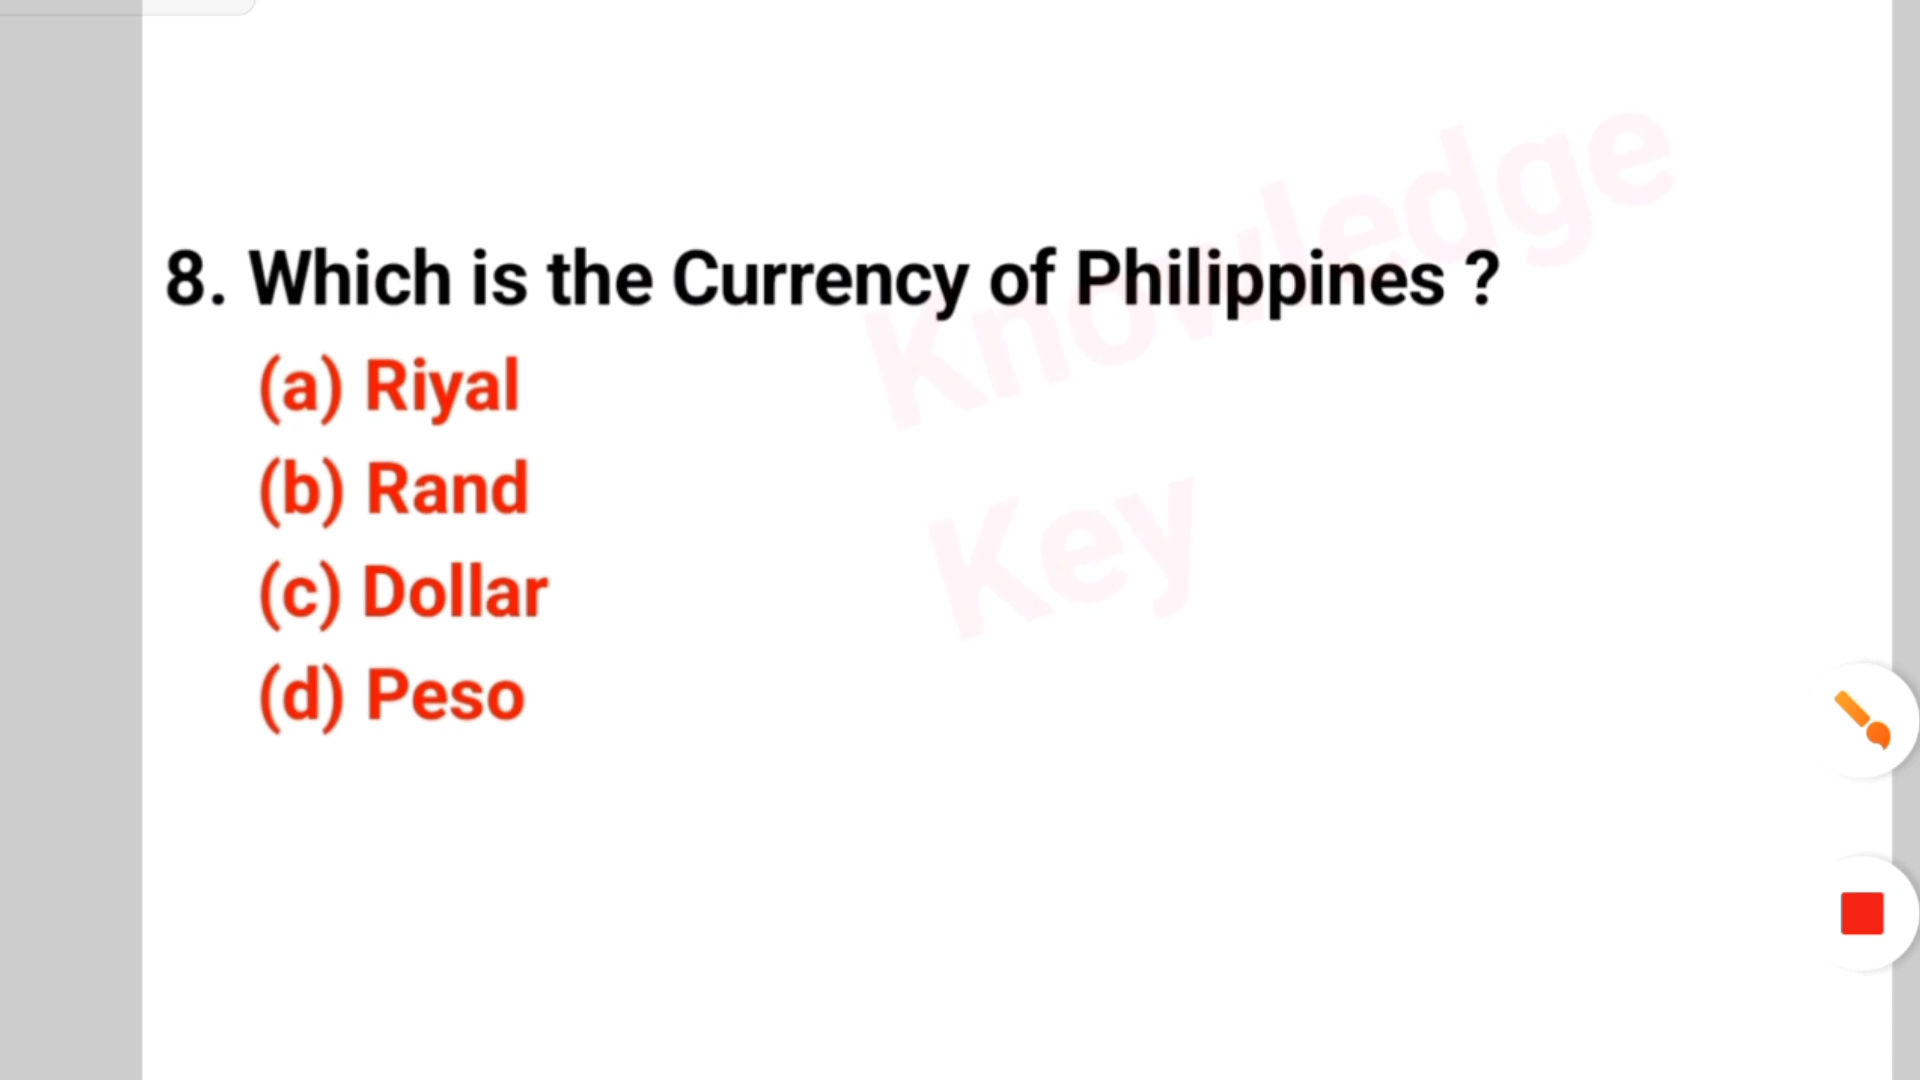 8. Which is the Currency of Philippines ?
(a) Riyal
(b) Rand
(c) Dollar
(d) Peso
Knowledge
Key